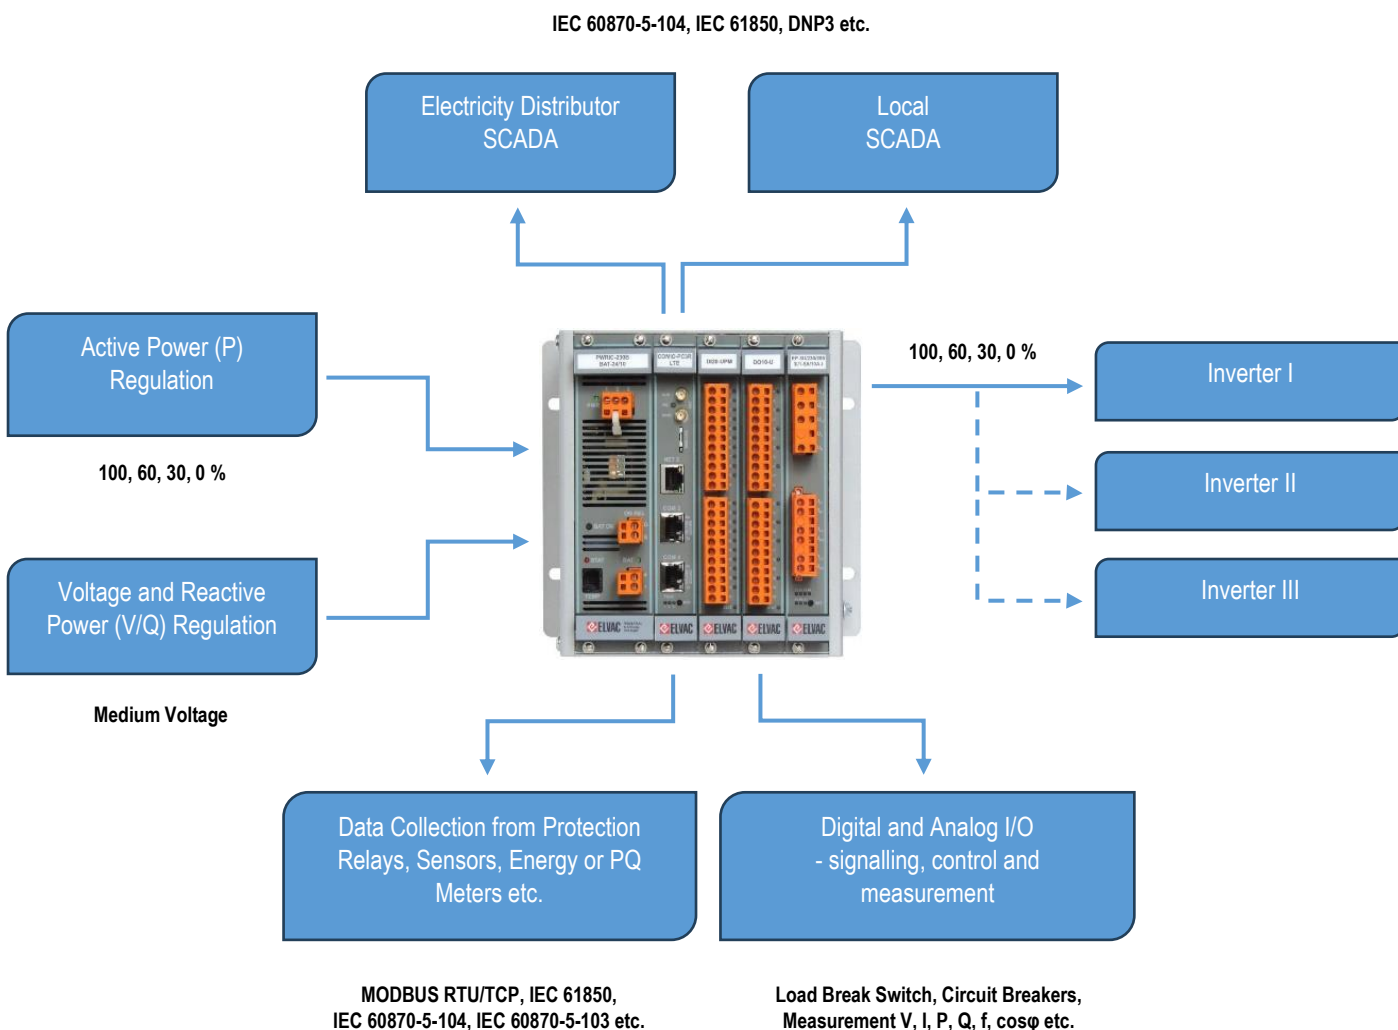 IEC 60870-5-104, IEC 61850, DNP3 etc.
Electricity Distributor
SCADA
Local
SCADA
Active Power (P)
Regulation
100, 60, 30, 0 %
Voltage and Reactive
Power (V/Q) Regulation
Medium Voltage
100, 60, 30, 0 %
Inverter I
Inverter II
Inverter III
DO10-U
ELVAC
ELVAC
ELVAC
ELVAC
ELVAC
Data Collection from Protection
Relays, Sensors, Energy or PQ
Meters etc.
Digital and Analog I/O
- signalling, control and
measurement
MODBUS RTU/TCP, IEC 61850,
IEC 60870-5-104, IEC 60870-5-103 etc.
Load Break Switch, Circuit Breakers,
Measurement V, I, P, Q, f, cosφ etc.